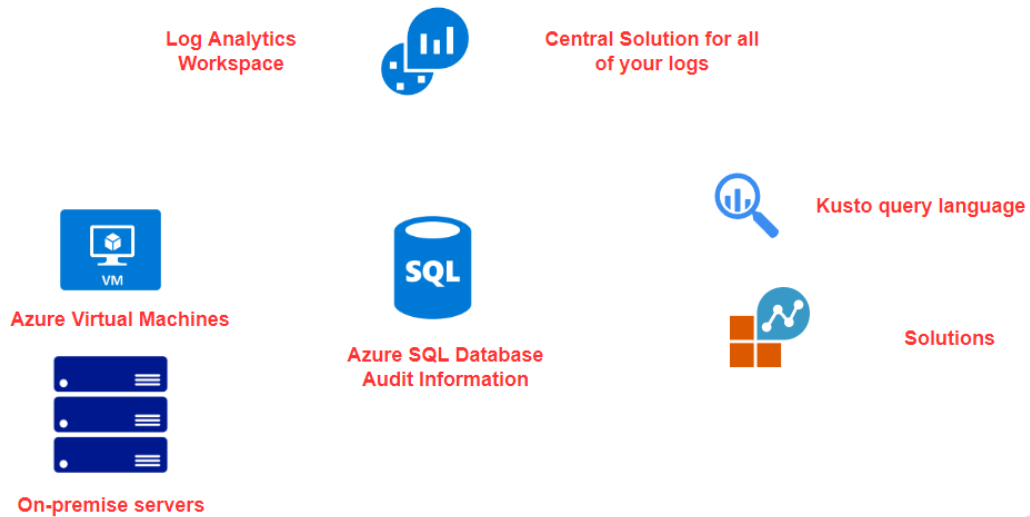 Log Analytics
Workspace
Central Solution for all
of your logs
Kusto query language
VM
Azure Virtual Machines
SQL
Azure SQL Database
Audit Information
Solutions
On-premise servers